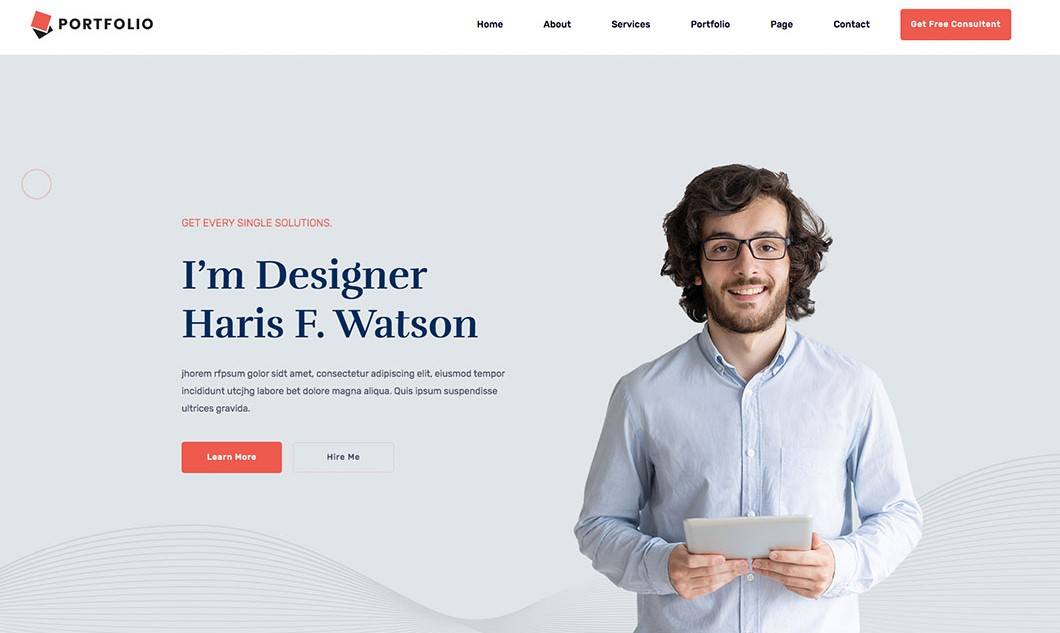 PORTFOLIO
Home About Services Portfolio Page Contact Get Free Consultent
GET EVERY SINGLE SOLUTIONS.
I'm Designer
Haris F. Watson
jhorem rfpsum golor sidt amet, consectetur adipiscing elit, eiusmod tempor
incididunt utcjhg labore bet dolore magna aliqua. Quis ipsum suspendisse
ultrices gravida.
Learn More Hire Me